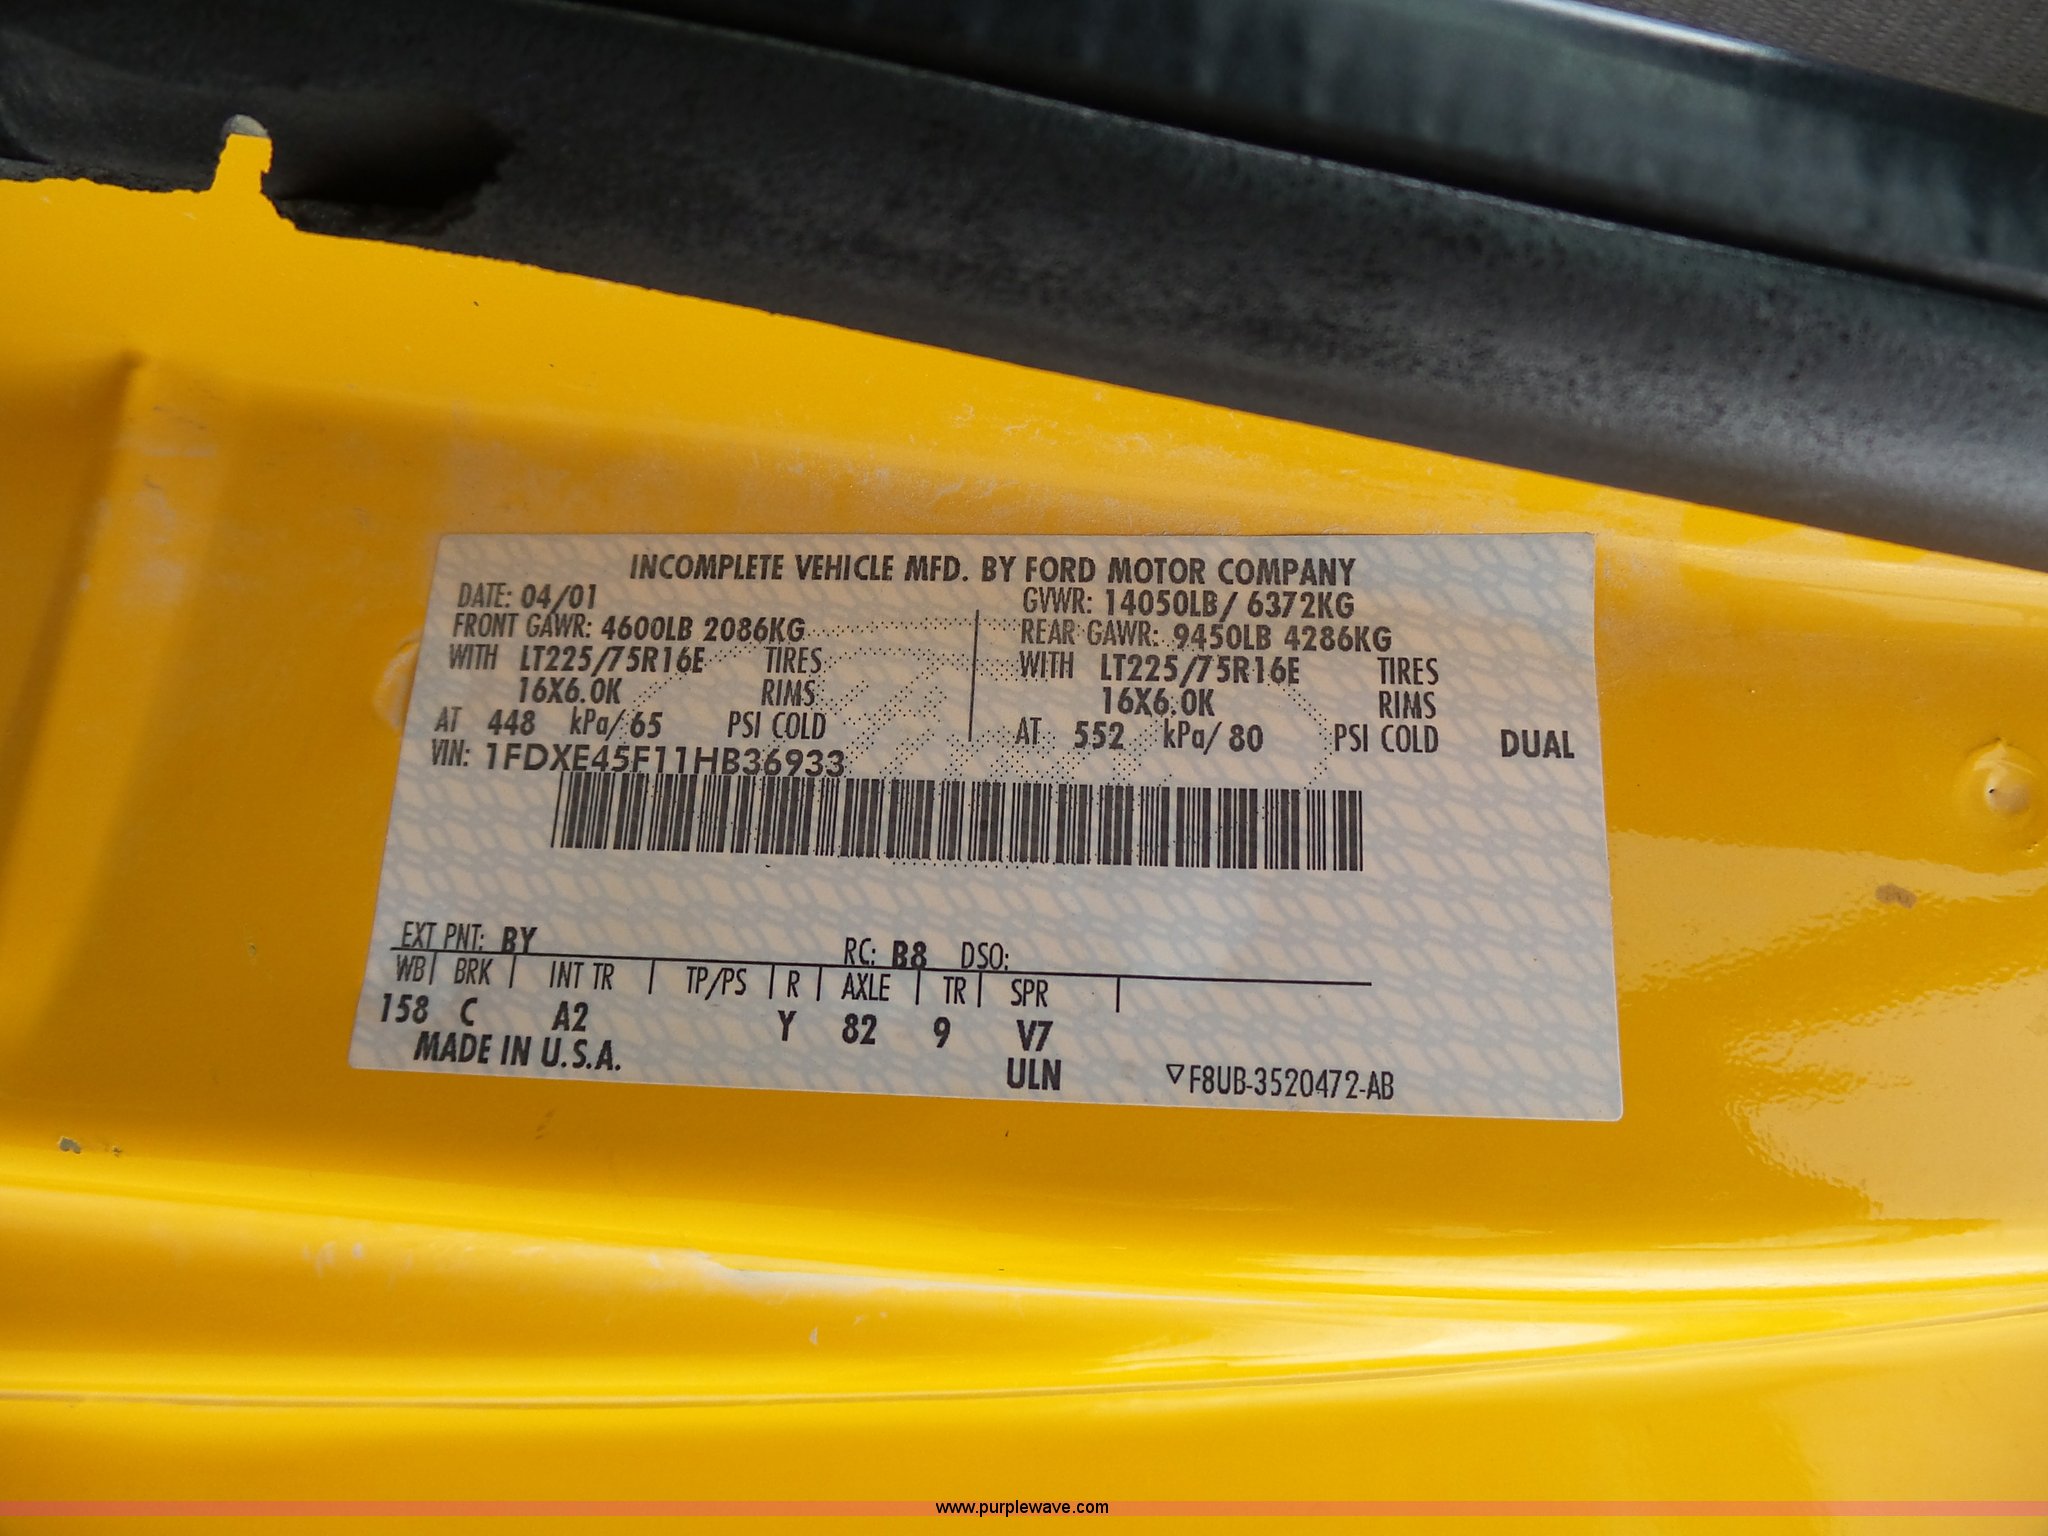 INCOMPLETE VEHICLE MFD. BY FORD MOTOR COMPANY
DATE: 04/01 GVWR: 14050LB/ 6372KG
FRONT GAWR: 4600LB 2086KG REAR GAWR: 9450LB 4286KG
WITH LT225/75R16E TIRES WITH LT225/75R16E TIRES
16X6.0K RIMS 16X6.0K RIMS
AT 448 kPa/ 65 PSI COLD AT 552 kPa/ 80 PSI COLD DUAL
VIN: 1FDXE45F11HB36933
EXT PNT: BY RC: B8 DSO:
WB BRK INT TR TP/PS R AXLE TR SPR
158 C A2 Y 82 9 V7
MADE IN U.S.A. ULN ▽F8UB-3520472-AB
www.purplewave.com